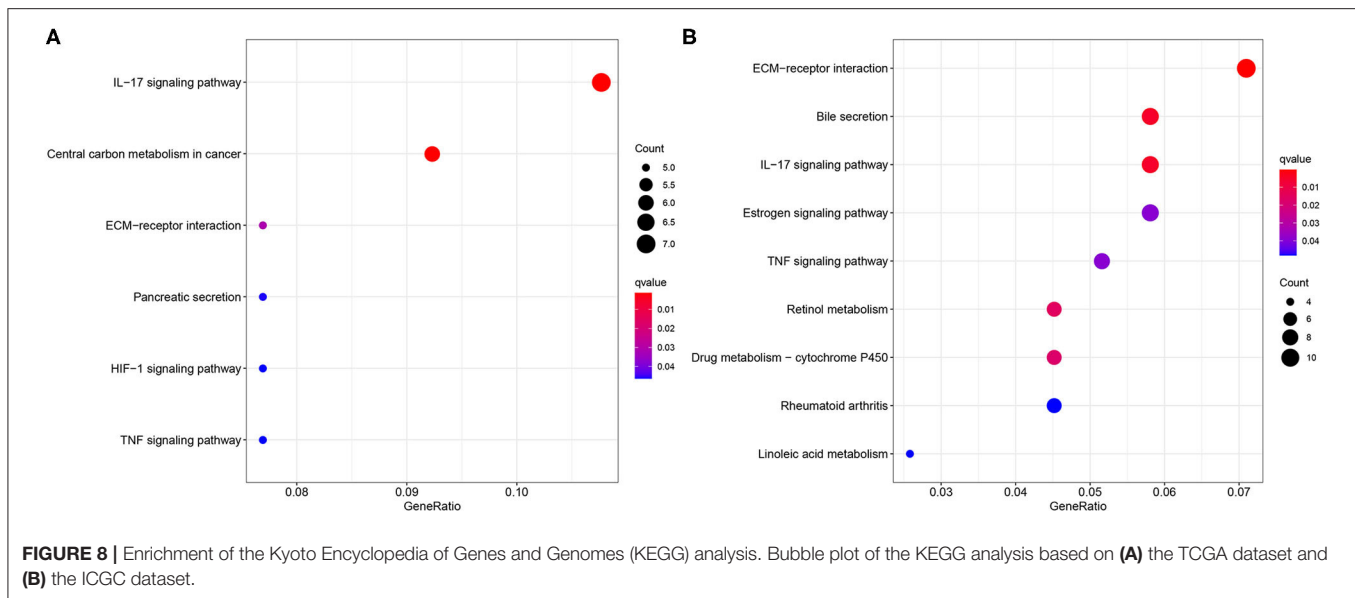 A
IL−17 signaling pathway
Central carbon metabolism in cancer
ECM−receptor interaction
Pancreatic secretion
HIF−1 signaling pathway
TNF signaling pathway
0.08
0.09
0.10
GeneRatio
Count
5.0
5.5
6.0
6.5
7.0
qvalue
0.01
0.02
0.03
0.04
B
ECM−receptor interaction
Bile secretion
IL−17 signaling pathway
Estrogen signaling pathway
TNF signaling pathway
Retinol metabolism
Drug metabolism − cytochrome P450
Rheumatoid arthritis
Linoleic acid metabolism
0.03
0.04
0.05
0.06
0.07
GeneRatio
qvalue
0.01
0.02
0.03
0.04
Count
4
6
8
10
FIGURE 8 | Enrichment of the Kyoto Encyclopedia of Genes and Genomes (KEGG) analysis. Bubble plot of the KEGG analysis based on (A) the TCGA dataset and
(B) the ICGC dataset.